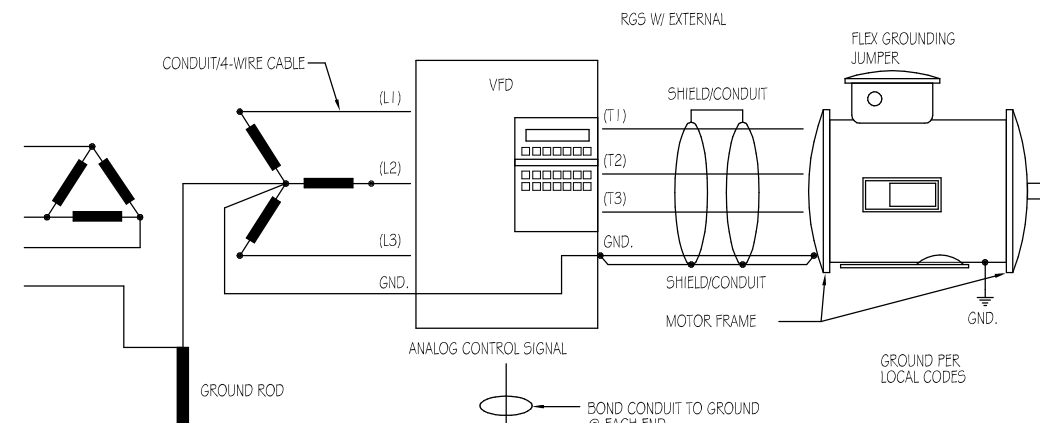 RGS W/ EXTERNAL
FLEX GROUNDING
JUMPER
CONDUIT/4-WIRE CABLE
VFD
SHIELD/CONDUIT
(L1)
(T1)
(L2)
(T2)
(T3)
(L3)
GND.
GND.
SHIELD/CONDUIT
MOTOR FRAME
GND.
ANALOG CONTROL SIGNAL
GROUND PER
LOCAL CODES
GROUND ROD
BOND CONDUIT TO GROUND
@ EACH END